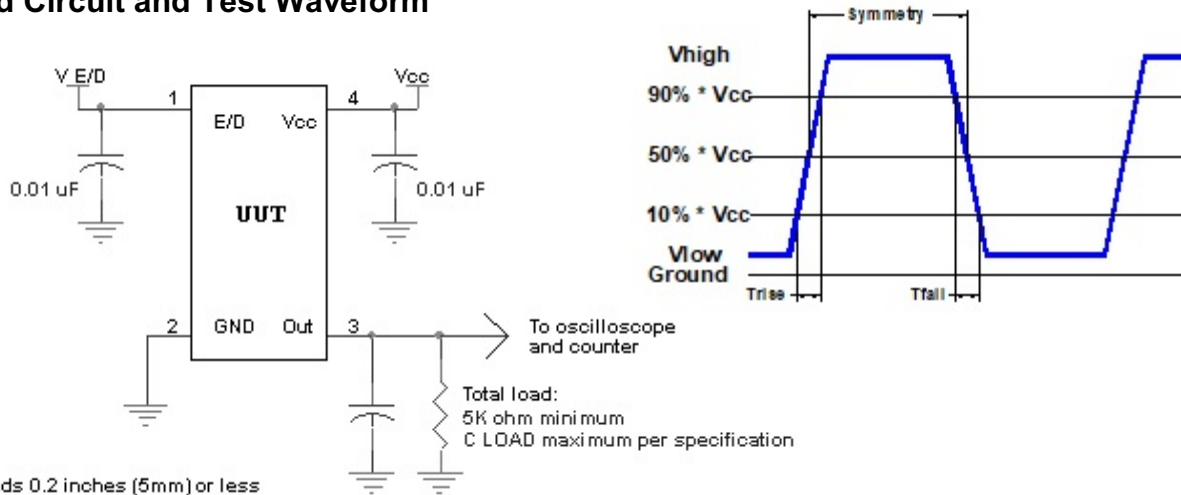 Circuit and Test Waveform
V E/D
Vcc
1
4
E/D
Vcc
0.01 uF
0.01 uF
UUT
2
GND
Out
3
To oscilloscope
and counter
Total load:
5K ohm minimum
C LOAD maximum per specification
0.2 inches (5mm) or less
Symmetry
Vhigh
90% * Vcc
50% * Vcc
10% * Vcc
Vlow
Ground
Trise
Tfall